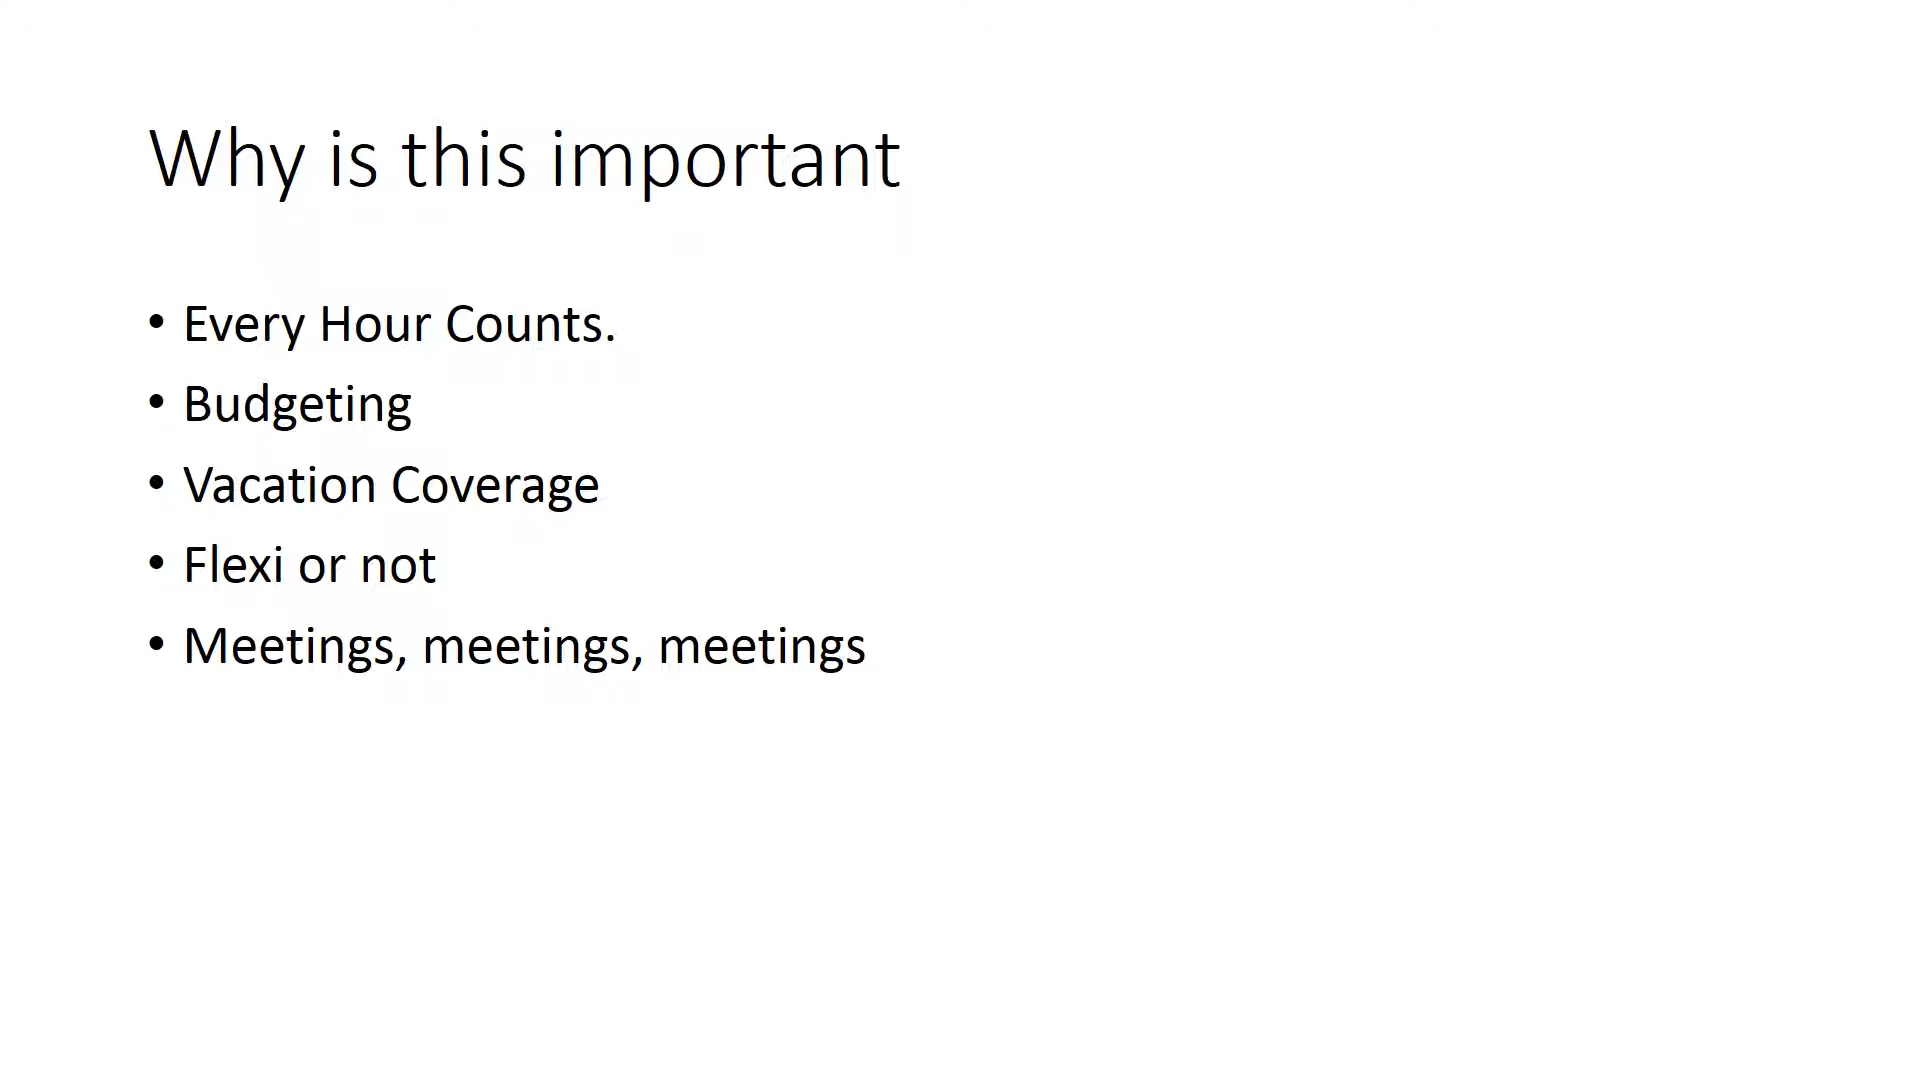 Why is this important
• Every Hour Counts.
• Budgeting
• Vacation Coverage
• Flexi or not
• Meetings, meetings, meetings